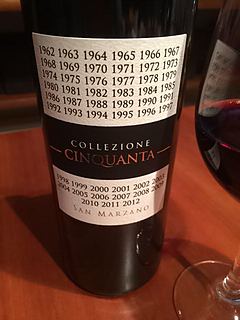 1962 1963 1964 1965 1966 1967
1968 1969 1970 1971 1972 1973
1974 1975 1976 1977 1978 1979
1980 1981 1982 1983 1984 1985
1986 1987 1988 1989 1990 1991
1992 1993 1994 1995 1996 1997
COLLEZIONE
CINQUANTA
1998 1999 2000 2001 2002 2003
2004 2005 2006 2007 2008 2009
2010 2011 2012
SAN MARZANO